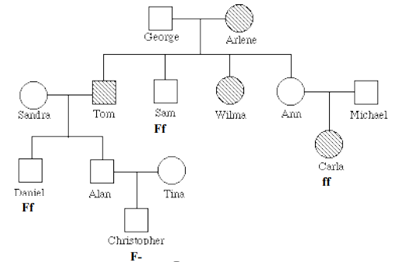 George Arlene
Sandra Tom Sam Wilma Ann Michael
Ff
Carla
ff
Daniel Alan Tina
Ff
Christopher
F-